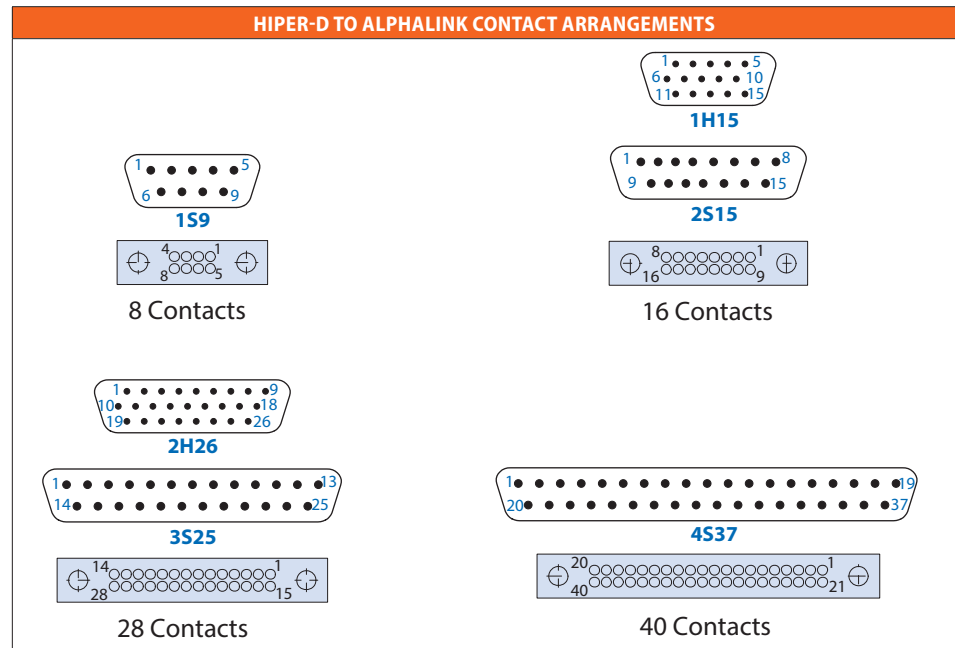 HIPER-D TO ALPHALINK CONTACT ARRANGEMENTS
1 5
6 10
11 15
1H15
1 5
6 9
1S9
1 8
9 15
2S15
4 1
8 5
8 Contacts
8 1
16 9
16 Contacts
1 9
10 18
19 26
2H26
1 13
14 25
3S25
14 1
28 15
28 Contacts
1 19
20 37
4S37
20 1
40 21
40 Contacts